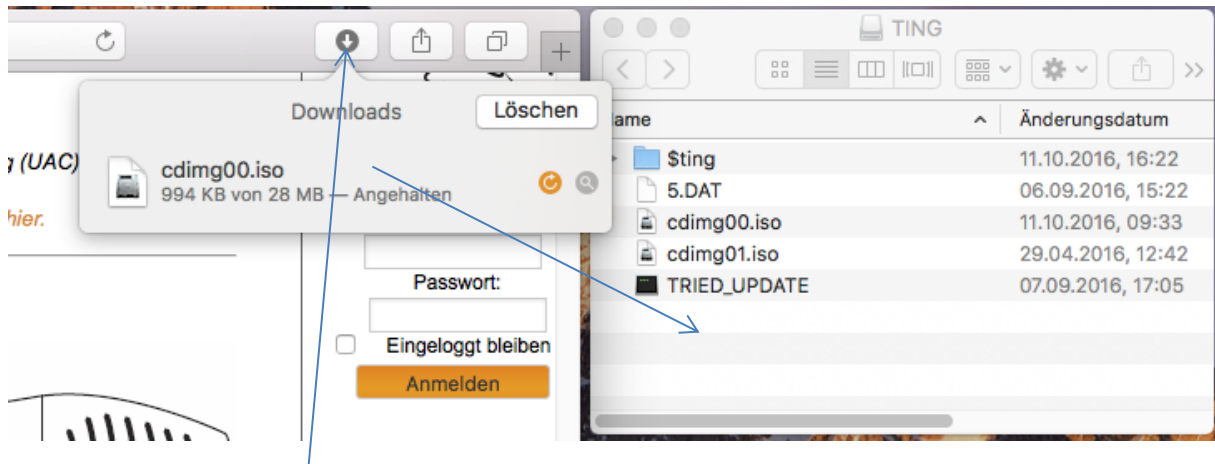 Downloads
Löschen
cdimg00.iso
994 KB von 28 MB — Angehalten
g (UAC)
hier.
Passwort:
Eingeloggt bleiben
Anmelden
TING
ame
Änderungsdatum
$ting
11.10.2016, 16:22
5.DAT
06.09.2016, 15:22
cdimg00.iso
11.10.2016, 09:33
cdimg01.iso
29.04.2016, 12:42
TRIED_UPDATE
07.09.2016, 17:05